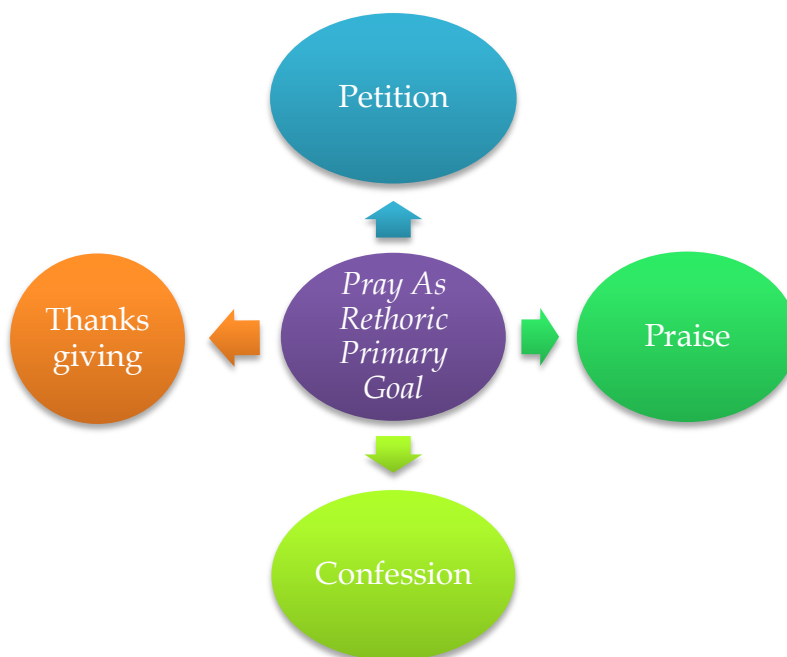 Petition
Thanks
giving
Pray As
Rethoric
Primary
Goal
Praise
Confession